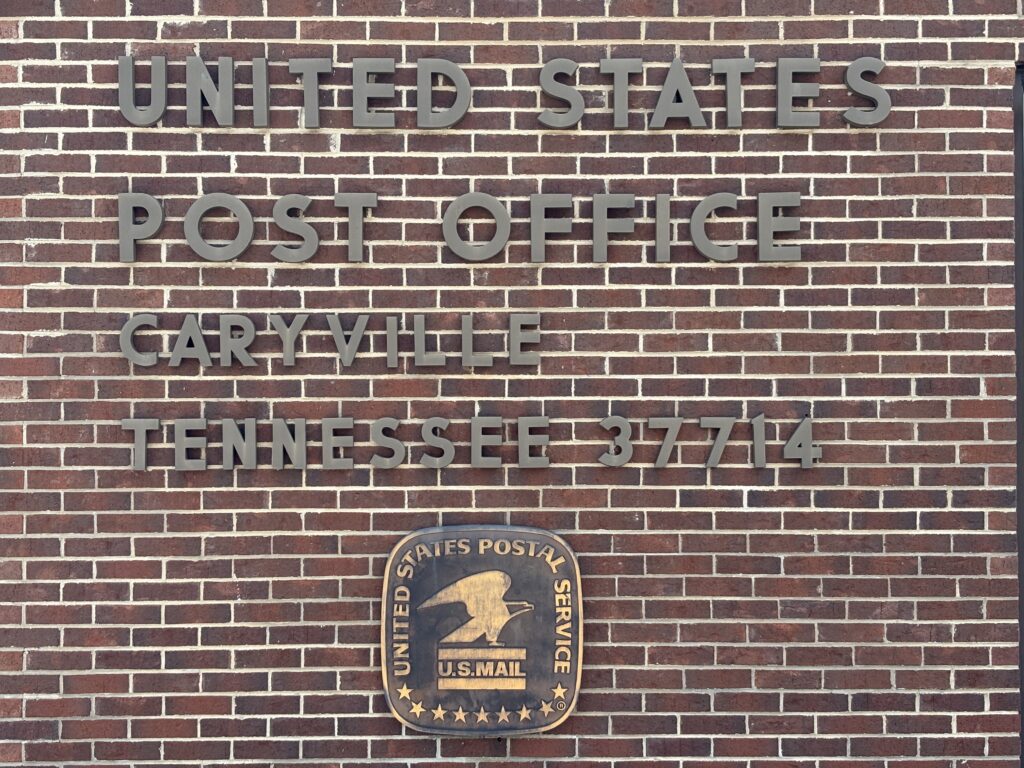 UNITED STATES
POST OFFICE
CARYVILLE
TENNESSEE 37714
UNITED STATES POSTAL SERVICE
U.S.MAIL
®